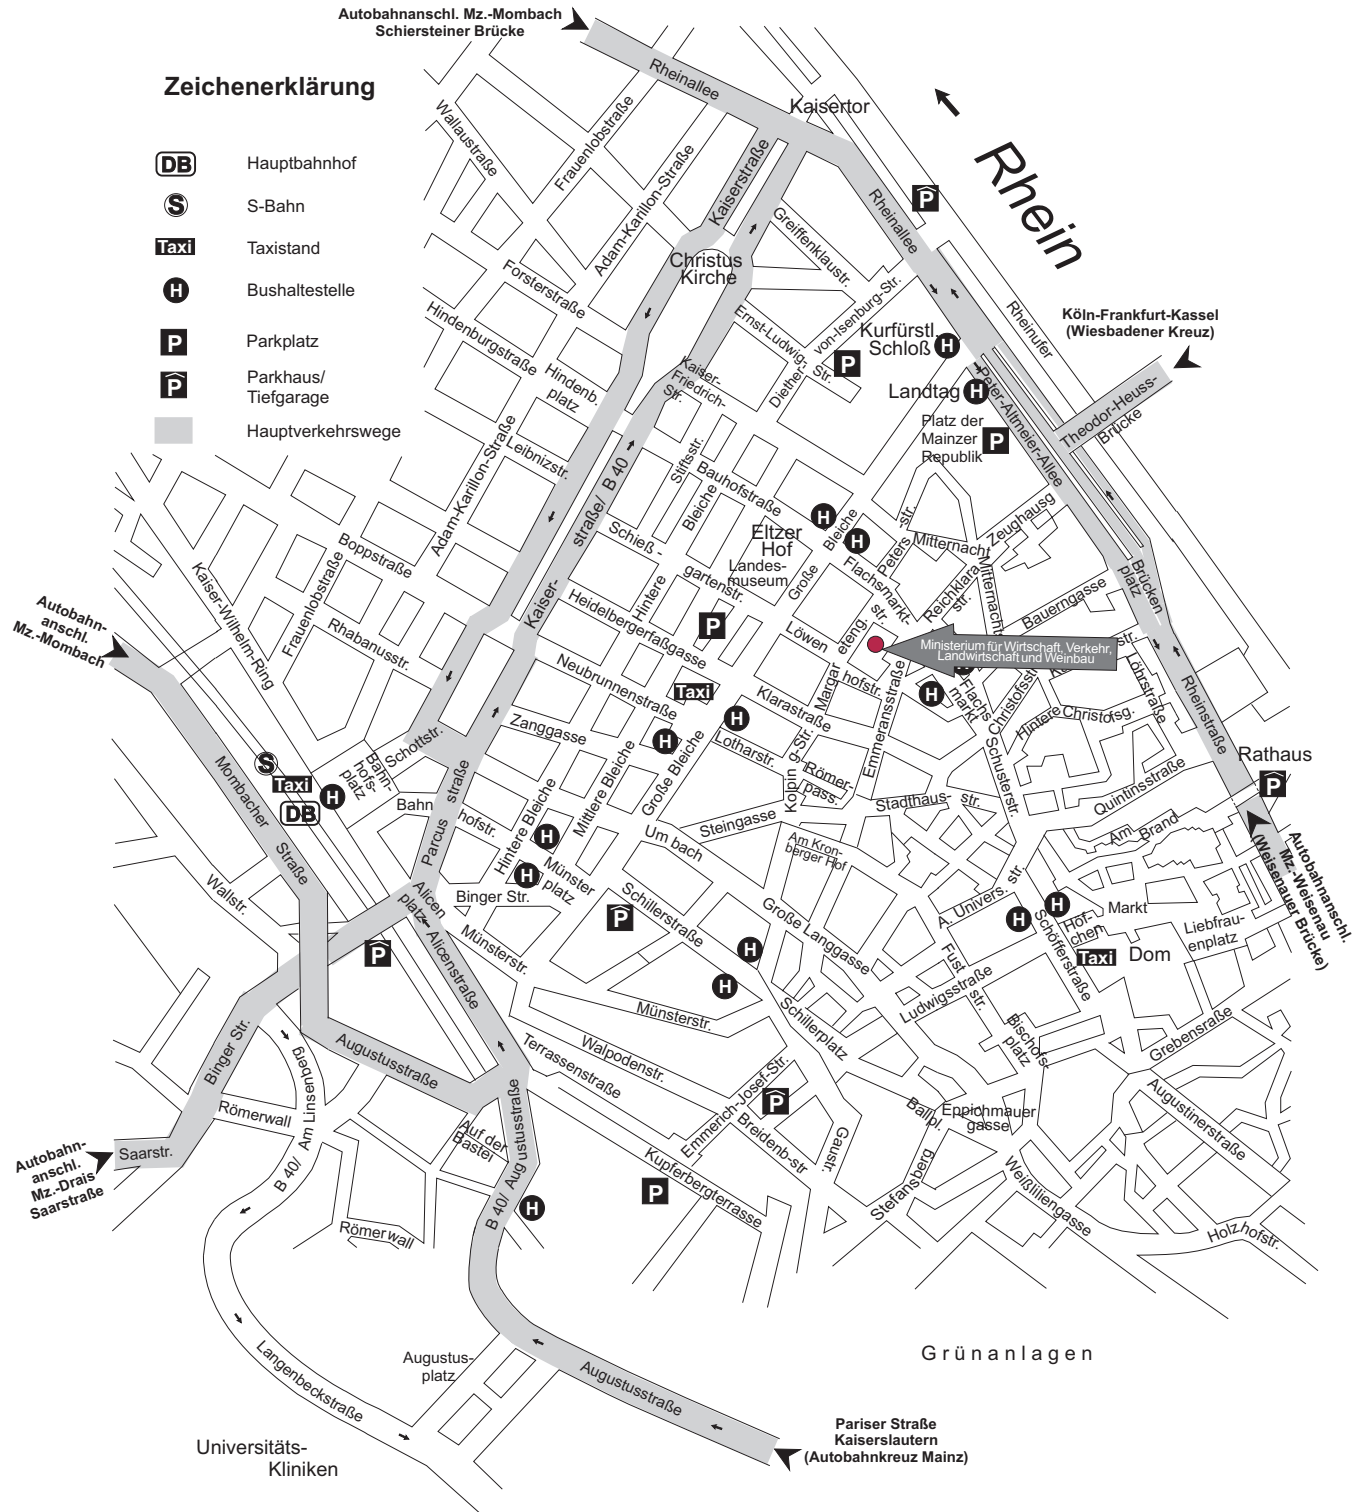 Autobahnanschl. Mz.-Mombach
Schiersteiner Brücke
Zeichenerklärung
DB
Hauptbahnhof
S
S-Bahn
Taxi
Taxistand
H
Bushaltestelle
P
Parkplatz
P
Parkhaus/
Tiefgarage
Hauptverkehrswege
Rheinallee
Kaisertor
Rhein
Wallaustraße
Frauenlobstraße
Adam-Karillon-Straße
Kaiserstraße
Rheinallee
P
Greiffenklaustr.
Christus
Kirche
Forsterstraße
Hindenburgstraße
Rheinufer
Köln-Frankfurt-Kassel
(Wiesbadener Kreuz)
Ernst-Ludwig-
Str.
Diether-
von-Isenburg-Str.
Kurfürstl.
Schloß
H
P
Landtag
H
Hindenb.
platz
Kaiser-
Friedrich-
Str.
Peter-Altmeier-Allee
Theodor-Heuss-
Brücke
Platz der
Mainzer
Republik
P
Adam-Karillon-Straße
Leibnizstr.
Kaiser-
straße/ B 40
Stiftsstr.
Bauhofstraße
Bleiche
Hintere
Schieß-
gartenstr.
Eltzer
Hof
Landes-
museum
H
H
Große
Bleiche
Flachsmarkt-
str.
Peters
str.
Mitternacht
Zeughausg
Reichklara
str.
Mitternacht
Bauerngasse
Brücken
platz
Boppstraße
Kaiser-Wilhelm-Ring
Frauenlobstraße
Rhabanusstr.
Autobahn-
anschl.
Mz.-Mombach
Heidelbergerfaßgasse
P
Löwen
hofstr.
Margar
eteng.
Ministerium für Wirtschaft, Verkehr,
Landwirtschaft und Weinbau
str.
Löhrstraße
Rheinstraße
Neubrunnenstraße
Taxi
Klarastraße
H
Flachs
markt
Emmeransstraße
Christofsstr.
Hintere Christofsg.
Zanggasse
H
H
Lotharstr.
Große Bleiche
Mittlere Bleiche
Hintere Bleiche
Kolpin
g-Str.
Römer-
pass.
Schusterstr.
Stadthaus-
str.
Quintinsstraße
Rathaus
P
Am
Brand
Schottstr.
Bahn-
hofs-
platz
S
Taxi
H
DB
Bahn
hofstr.
Parcus
straße
Mombacher
Straße
Steingasse
Um bach
Am Kron-
berger Hof
H
H
Münster
platz
Binger Str.
Alicen
platz
Alicenstraße
Münsterstr.
P
Schillerstraße
Große Langgasse
A. Univers.
str.
H
H
Schöfferstraße
Hof-
chen
Markt
Taxi
Dom
Liebfrau-
enplatz
Autobahnanschl.
Mz.-Weisenau
(Weisenauer Brücke)
Wallstr.
P
H
H
Fust
str.
Ludwigsstraße
Bischofs-
platz
Grebensraße
Münsterstr.
Schillerplatz
Binger Str.
Augustusstraße
Am Linsenberg
B 40/
Terrassenstraße
Walpodenstr.
Emmerich-Josef-Str.
P
Breidenb-str
Gaustr.
Ballpl.
Eppichmauer
gasse
Augustinerstraße
Römerwall
Auf der
Bastei
B 40/ Augustusstraße
Kupferbergterrasse
P
Stefansberg
Weißliliengasse
Holzhofstr.
Saarstr.
Autobahn-
anschl.
Mz.-Drais
Saarstraße
H
Römerwall
Grünanlagen
Langenbeckstraße
Augustus-
platz
Augustusstraße
Universitäts-
Kliniken
Pariser Straße
Kaiserslautern
(Autobahnkreuz Mainz)